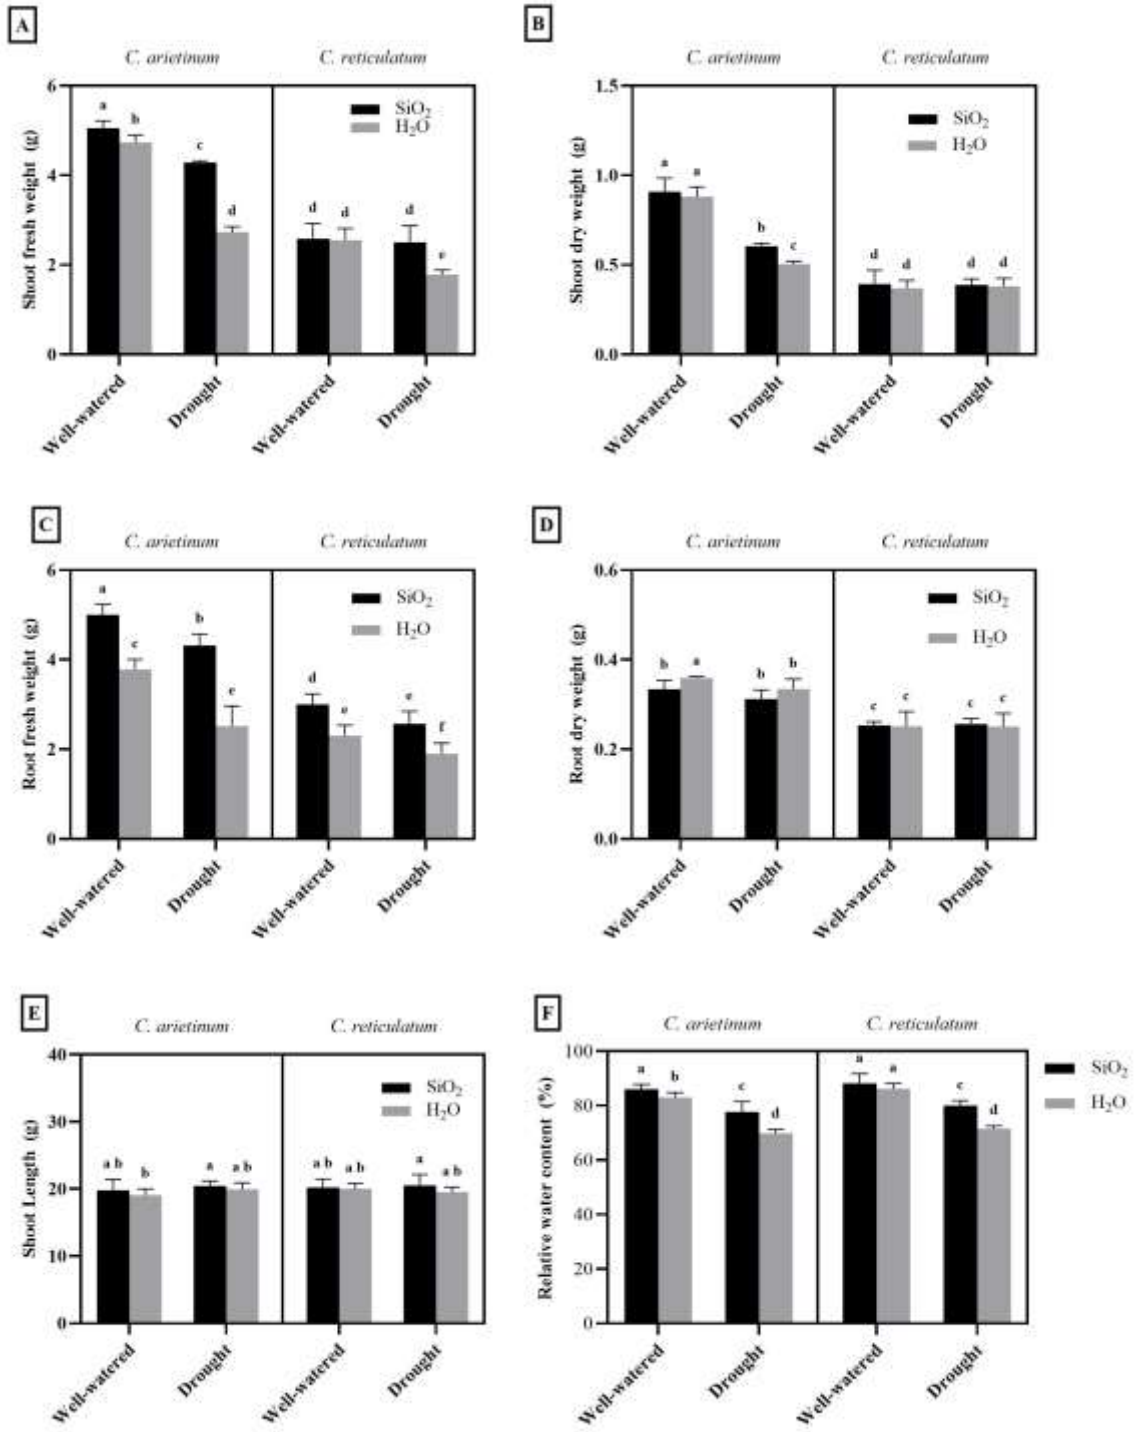 A
C. arietinum C. reticulatum
6
4
2
0
Shoot fresh weight (g)
SiO2
H2O
a b c d d d d e
Well-watered Drought Well-watered Drought
B
C. arietinum C. reticulatum
1.5
1.0
0.5
0.0
Shoot dry weight (g)
SiO2
H2O
a a b c d d d d
Well-watered Drought Well-watered Drought
C
C. arietinum C. reticulatum
6
4
2
0
Root fresh weight (g)
SiO2
H2O
a c b e d e e f
Well-watered Drought Well-watered Drought
D
C. arietinum C. reticulatum
0.6
0.4
0.2
0.0
Root dry weight (g)
SiO2
H2O
b a b b c c c c
Well-watered Drought Well-watered Drought
E
C. arietinum C. reticulatum
40
30
20
10
0
Shoot Length (g)
SiO2
H2O
a b b a a b a b a b a a b
Well-watered Drought Well-watered Drought
F
C. arietinum C. reticulatum
100
80
60
40
20
0
Relative water content (%)
SiO2
H2O
a b c d a a c d
Well-watered Drought Well-watered Drought